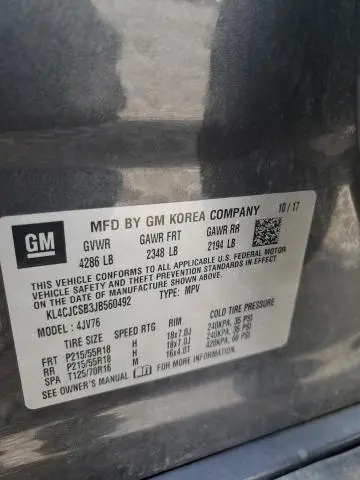 GM
MFD BY GM KOREA COMPANY 10 / 17
GVWR GAWR FRT GAWR RR
4286 LB 2348 LB 2194 LB
THIS VEHICLE CONFORMS TO ALL APPLICABLE U.S. FEDERAL MOTOR
VEHICLE SAFETY AND THEFT PREVENTION STANDARDS IN EFFECT ON
THE DATE OF MANUFACTURE SHOWN ABOVE.
KL4CJCSB3JB560492 TYPE: MPV
MODEL : 4JV76
TIRE SIZE SPEED RTG RIM COLD TIRE PRESSURE
FRT P215/55R18 H 18x7.0J 240KPA, 35 PSI
RR P215/55R18 H 18x7.0J 240KPA, 35 PSI
SPA T125/70R16 M 16x4.0T 420KPA, 60 PSI
SEE OWNER'S MANUAL FOR MORE INFORMATION.